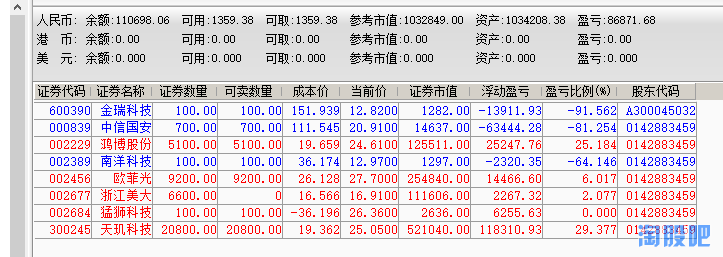 人民币: 余额:110698.06 可用:1359.38 可取:1359.38 参考市值:1032849.00 资产:1034208.38 盈亏:86871.68
港 币: 余额:0.00 可用:0.00 可取:0.00 参考市值:0.000 资产:0.00 盈亏:0.00
美 元: 余额:0.00 可用:0.000 可取:0.000 参考市值:0.000 资产:0.000 盈亏:0.000
证券代码 证券名称 证券数量 可卖数量 成本价 当前价 证券市值 浮动盈亏 盈亏比例(%) 股东代码
600390 金瑞科技 100.00 100.00 151.939 12.8200 1282.00 -13911.93 -91.562 A300045032
000839 中信国安 700.00 700.00 111.545 20.9100 14637.00 -63444.28 -81.254 0142883459
002229 鸿博股份 5100.00 5100.00 19.659 24.6100 125511.00 25247.76 25.184 0142883459
002389 南洋科技 100.00 100.00 36.174 12.9700 1297.00 -2320.35 -64.146 0142883459
002456 欧菲光 9200.00 9200.00 26.128 27.7000 254840.00 14466.60 6.017 0142883459
002677 浙江美大 6600.00 0 16.566 16.9100 111606.00 2267.32 2.077 0142883459
002684 猛狮科技 100.00 100.00 -36.196 26.3600 2636.00 6255.63 0.000 0142883459
300245 天玑科技 20800.00 20800.00 19.362 25.0500 521040.00 118310.93 29.377 0142883459
淘股吧